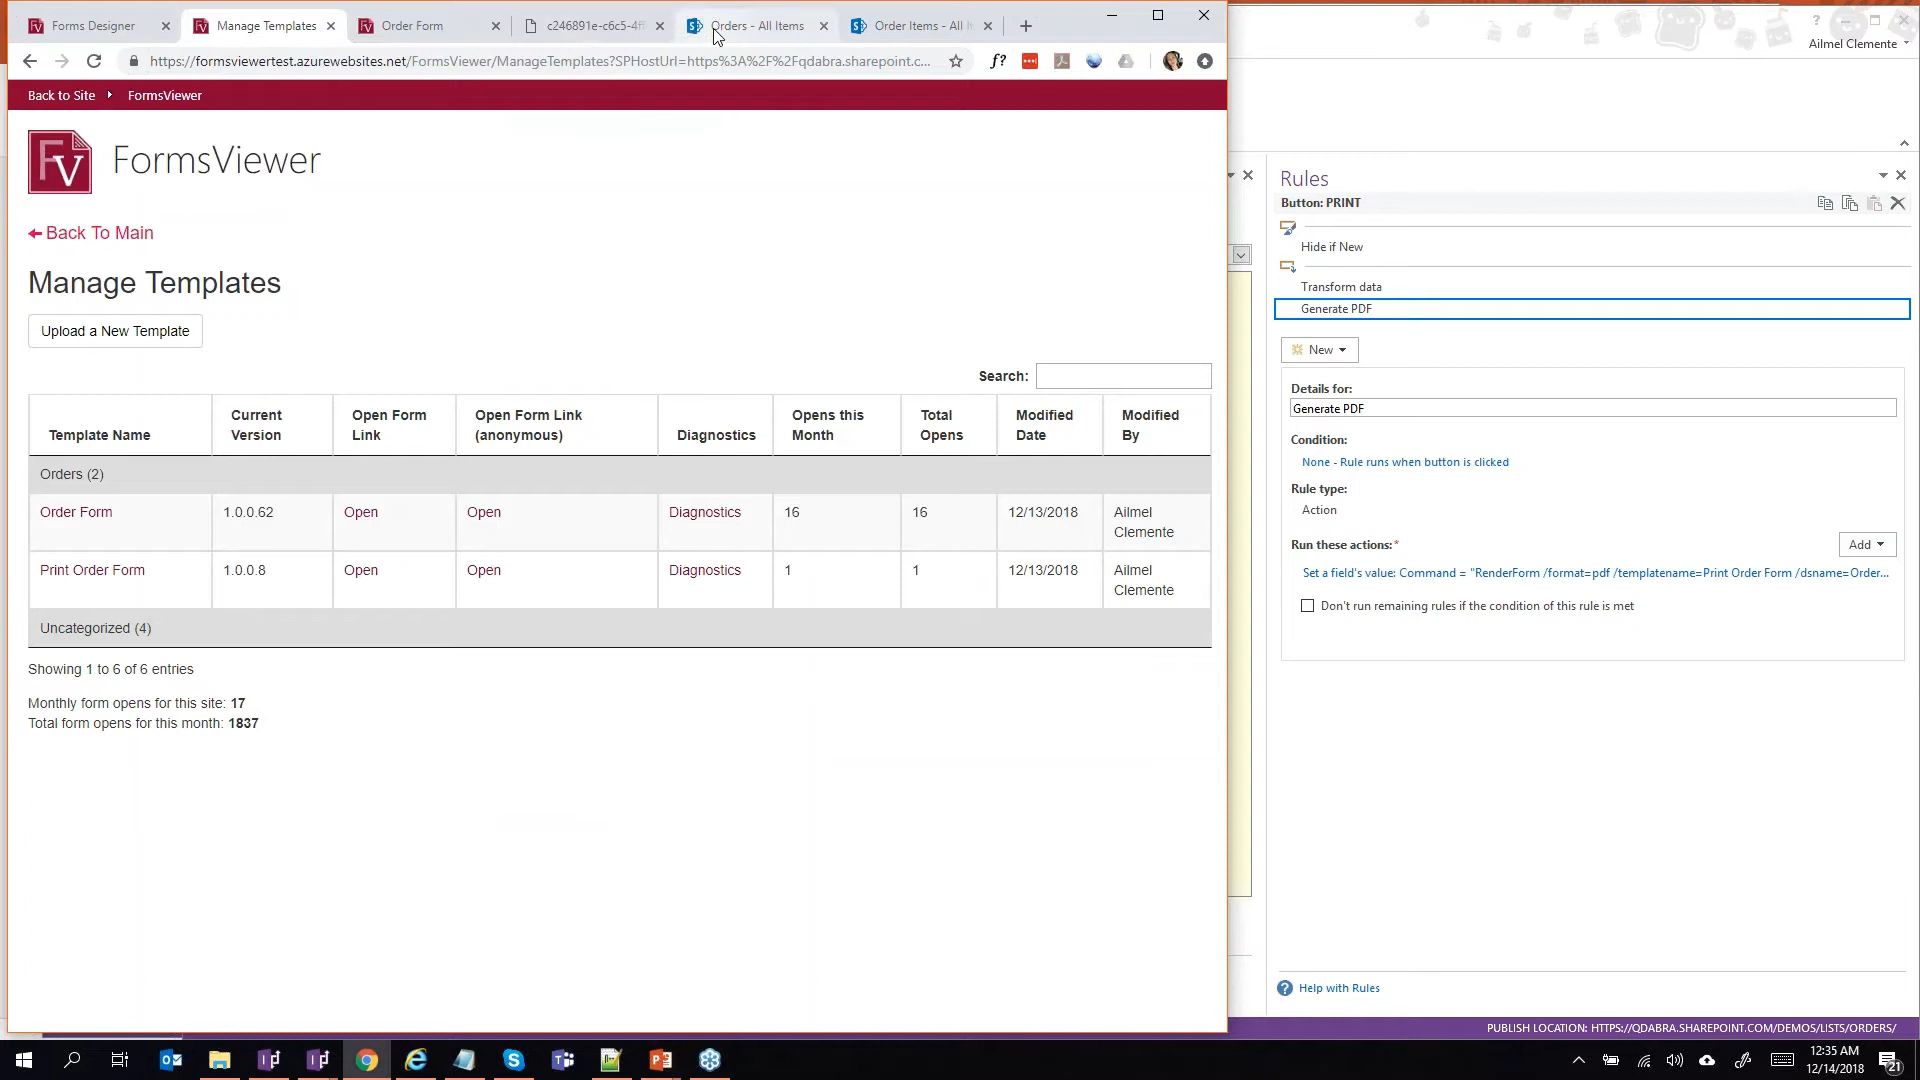 Forms Designer
Manage Templates
Order Form
c246891e-c6c5-4f
Orders - All Items
Order Items - All It
Ailmel Clemente
https://formsviewertest.azurewebsites.net/FormsViewer/ManageTemplates?SPHostUrl=https%3A%2F%2Fqdabra.sharepoint.c...
f?
Back to Site
FormsViewer
FV
FormsViewer
Back To Main
Manage Templates
Upload a New Template
Search:
Template Name
Current Version
Open Form Link
Open Form Link (anonymous)
Diagnostics
Opens this Month
Total Opens
Modified Date
Modified By
Orders (2)
Order Form 1.0.0.62 Open Open Diagnostics 16 16 12/13/2018 Ailmel Clemente
Print Order Form 1.0.0.8 Open Open Diagnostics 1 1 12/13/2018 Ailmel Clemente
Uncategorized (4)
Showing 1 to 6 of 6 entries
Monthly form opens for this site: 17
Total form opens for this month: 1837
Rules
Button: PRINT
Hide if New
Transform data
Generate PDF
New
Details for:
Generate PDF
Condition:
None - Rule runs when button is clicked
Rule type:
Action
Run these actions:*
Add
Set a field's value: Command = "RenderForm /format=pdf /templatename=Print Order Form /dsname=Order...
Don't run remaining rules if the condition of this rule is met
Help with Rules
PUBLISH LOCATION: HTTPS://QDABRA.SHAREPOINT.COM/DEMOS/LISTS/ORDERS/
12:35 AM
12/14/2018
21